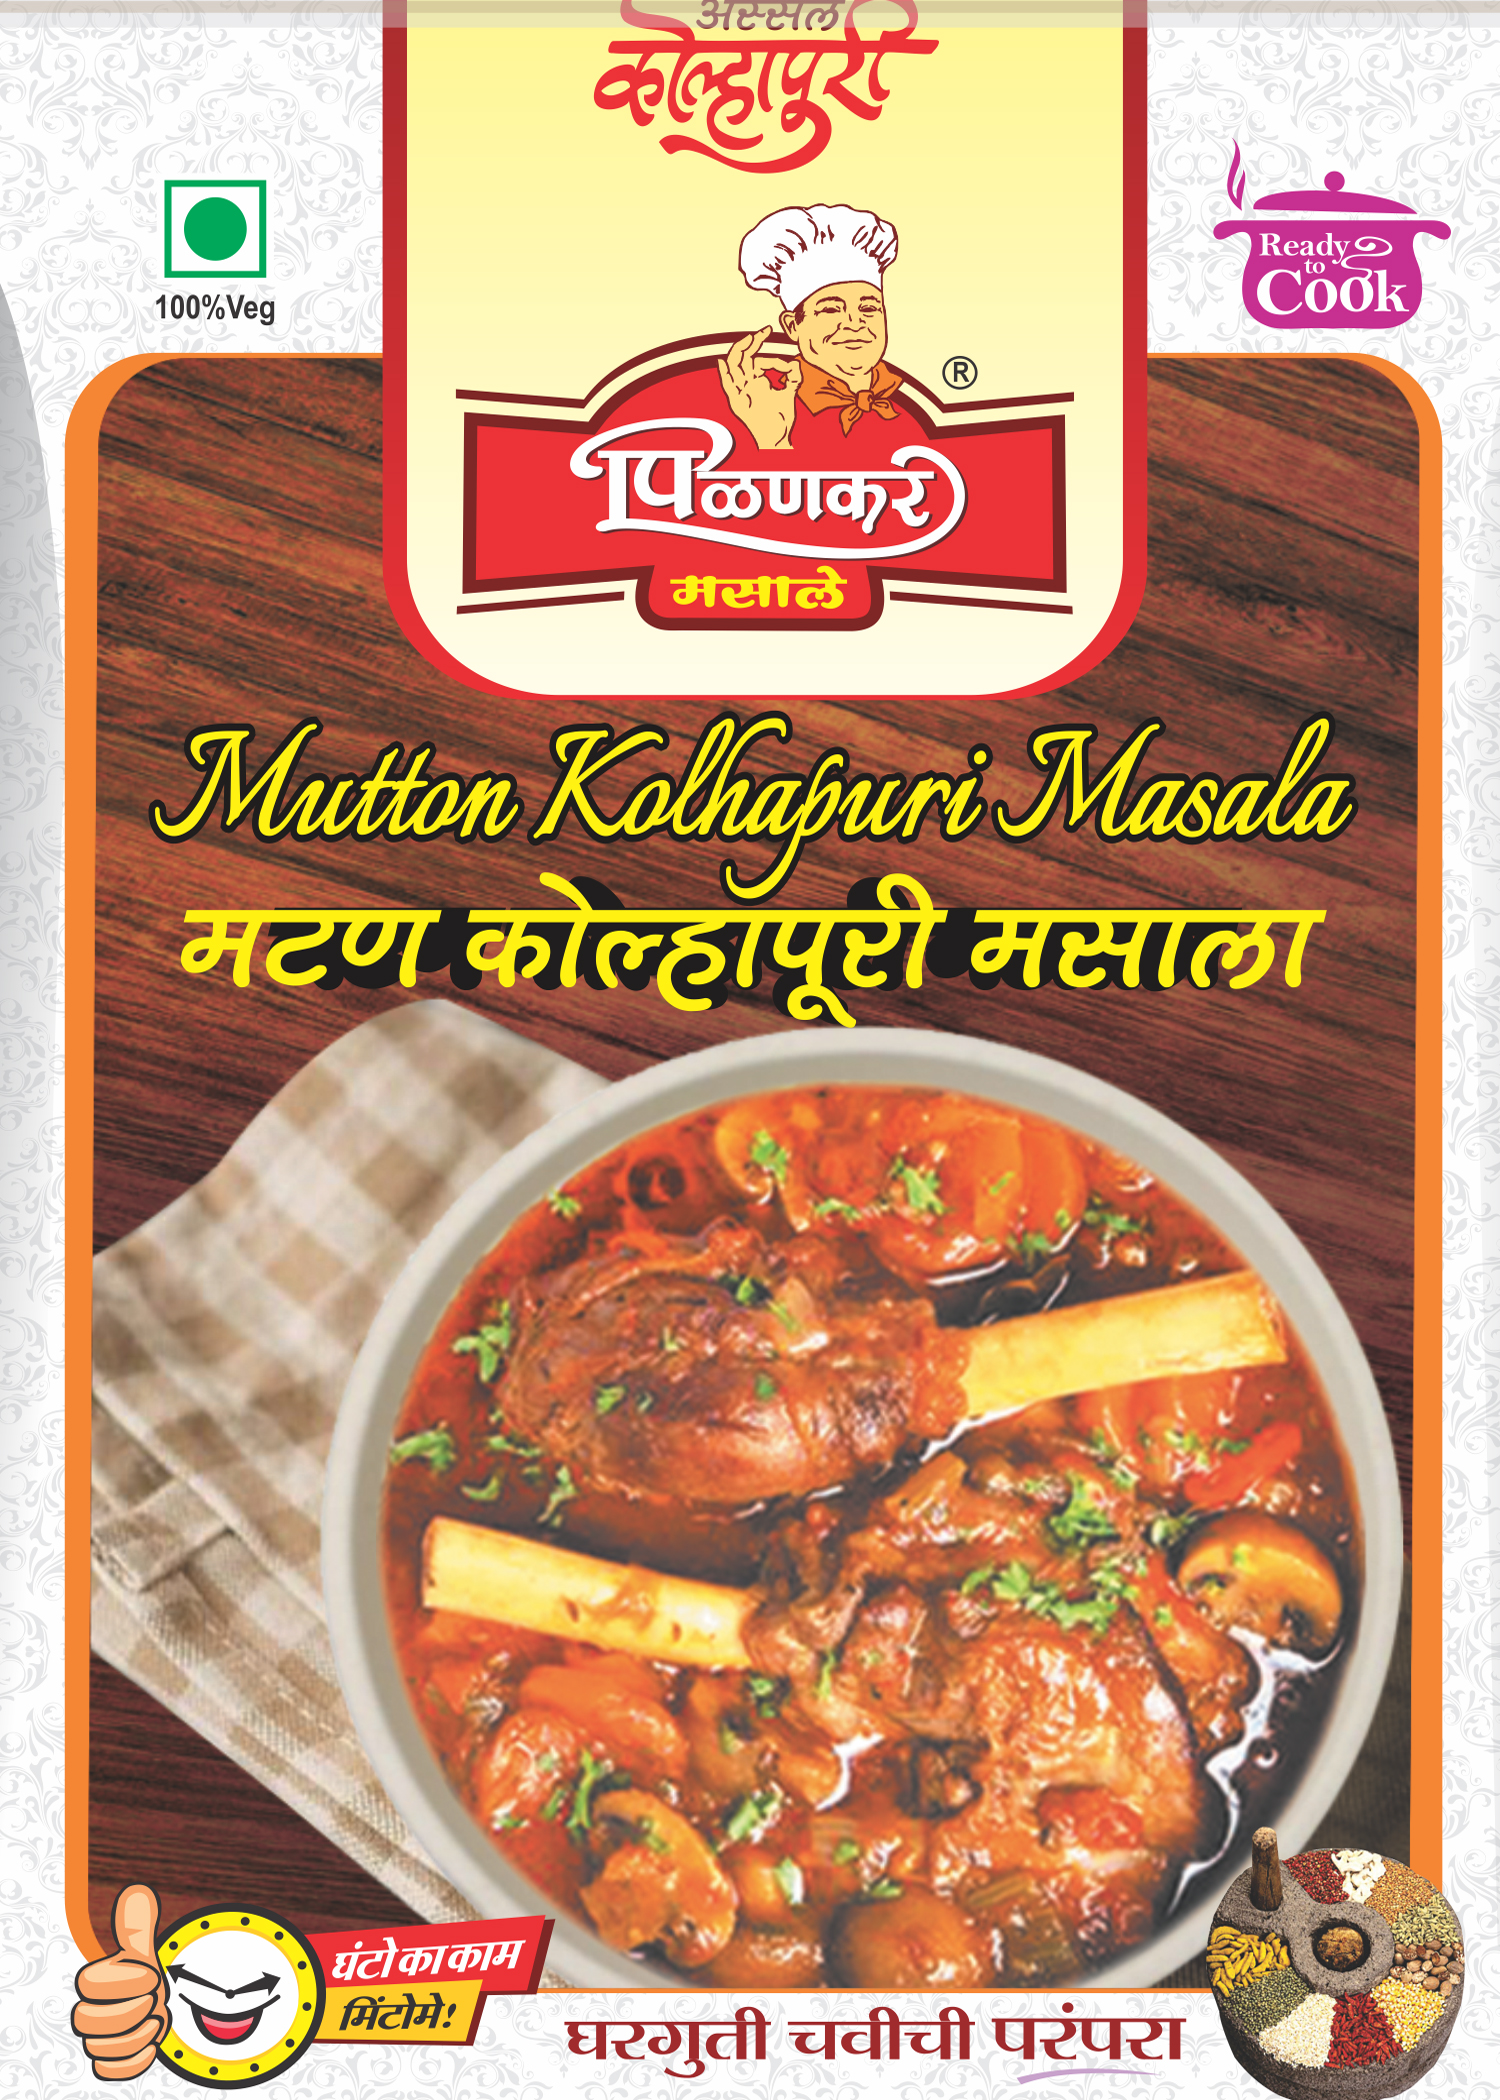 अस्सल
कोल्हापुरी
100%Veg
Ready
to
Cook
®
पिळणकर
मसाले
Mutton Kolhapuri Masala
मटण कोल्हापूरी मसाला
घंटो का काम
मिंटोमे!
घरगुती चवीची परंपरा